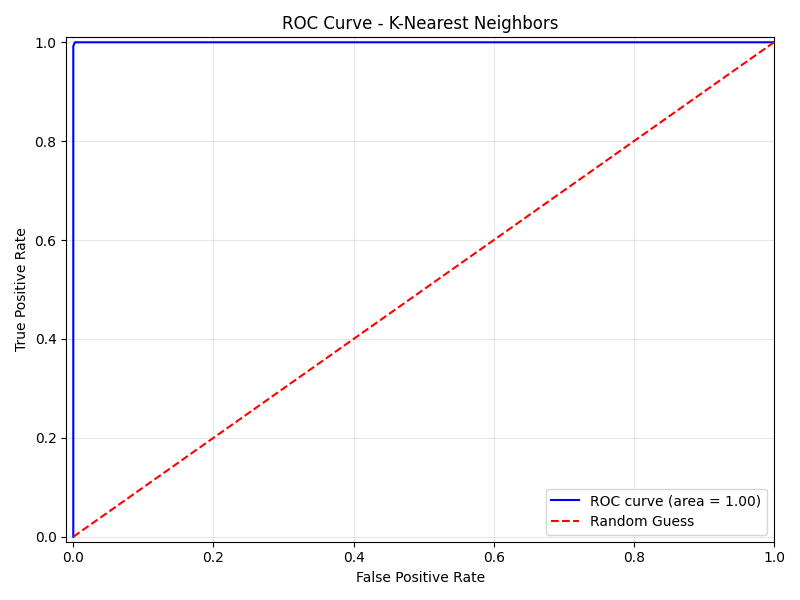 ROC Curve - K-Nearest Neighbors
1.0
0.8
0.6
0.4
0.2
0.0
True Positive Rate
0.0 0.2 0.4 0.6 0.8 1.0
False Positive Rate
ROC curve (area = 1.00)
Random Guess